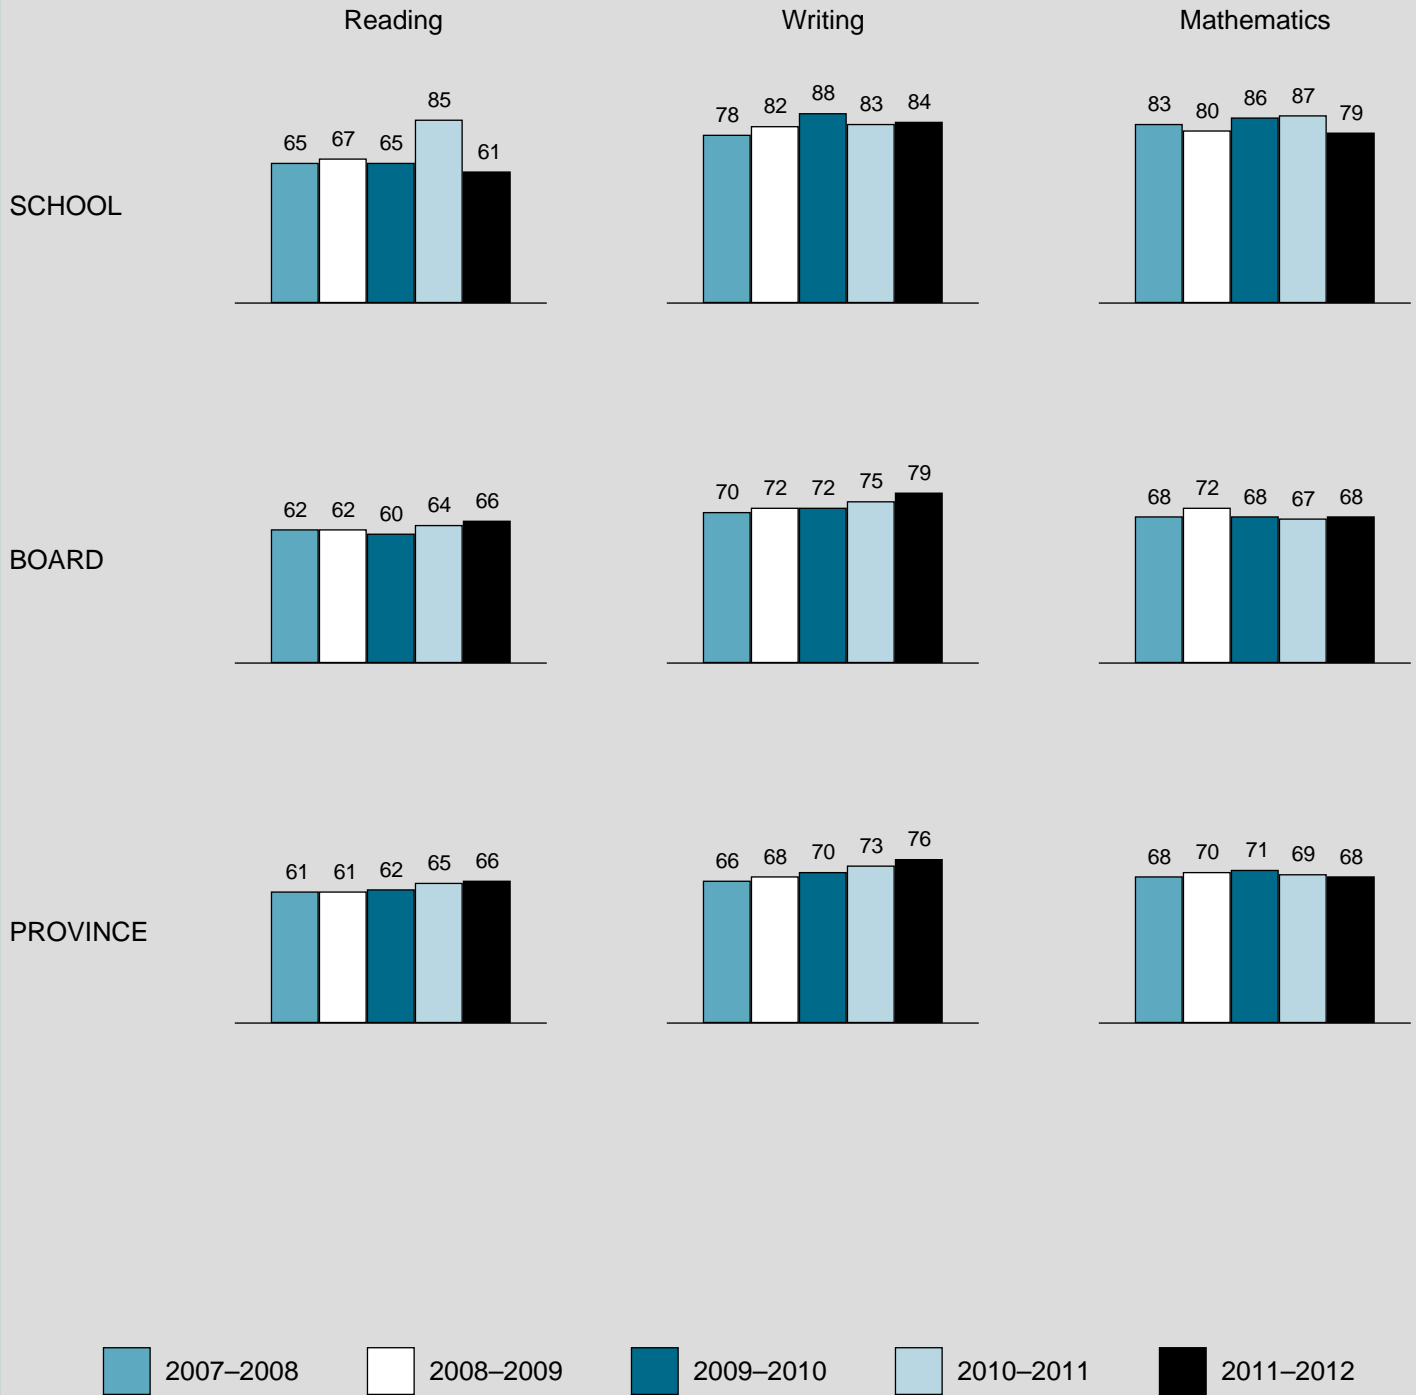 Reading Writing Mathematics
SCHOOL
65 67 65 85 61
78 82 88 83 84
83 80 86 87 79
BOARD
62 62 60 64 66
70 72 72 75 79
68 72 68 67 68
PROVINCE
61 61 62 65 66
66 68 70 73 76
68 70 71 69 68
2007–2008 2008–2009 2009–2010 2010–2011 2011–2012